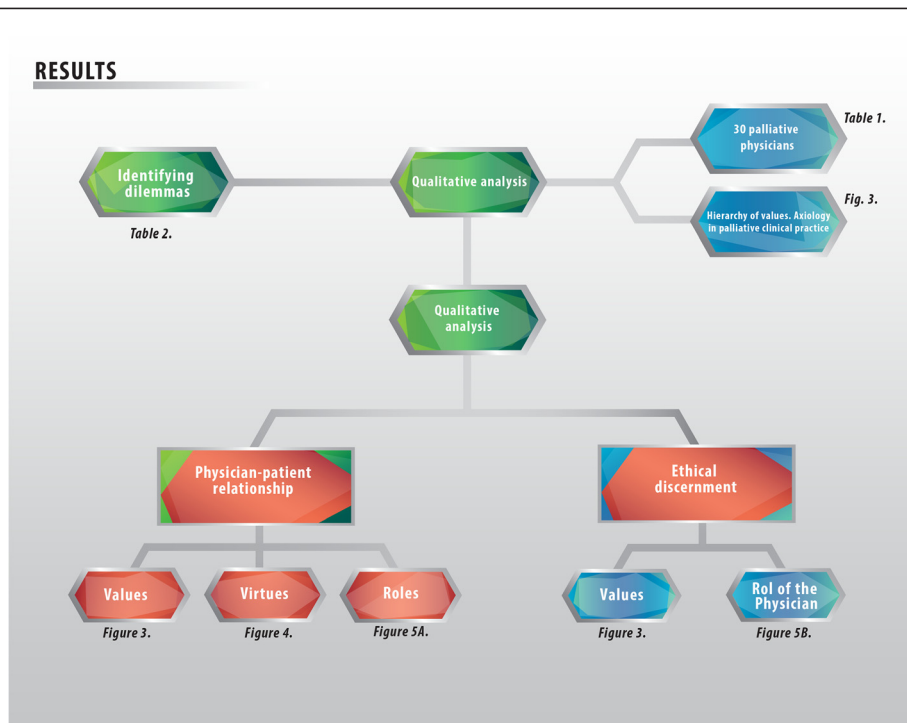 RESULTS
30 palliative
physicians
Table 1.
Identifying
dilemmas
Table 2.
Qualitative analysis
Hierarchy of values. Axiology
in palliative clinical practice
Fig. 3.
Qualitative
analysis
Physician-patient
relationship
Ethical
discernment
Values
Figure 3.
Virtues
Figure 4.
Roles
Figure 5A.
Values
Figure 3.
Rol of the
Physician
Figure 5B.